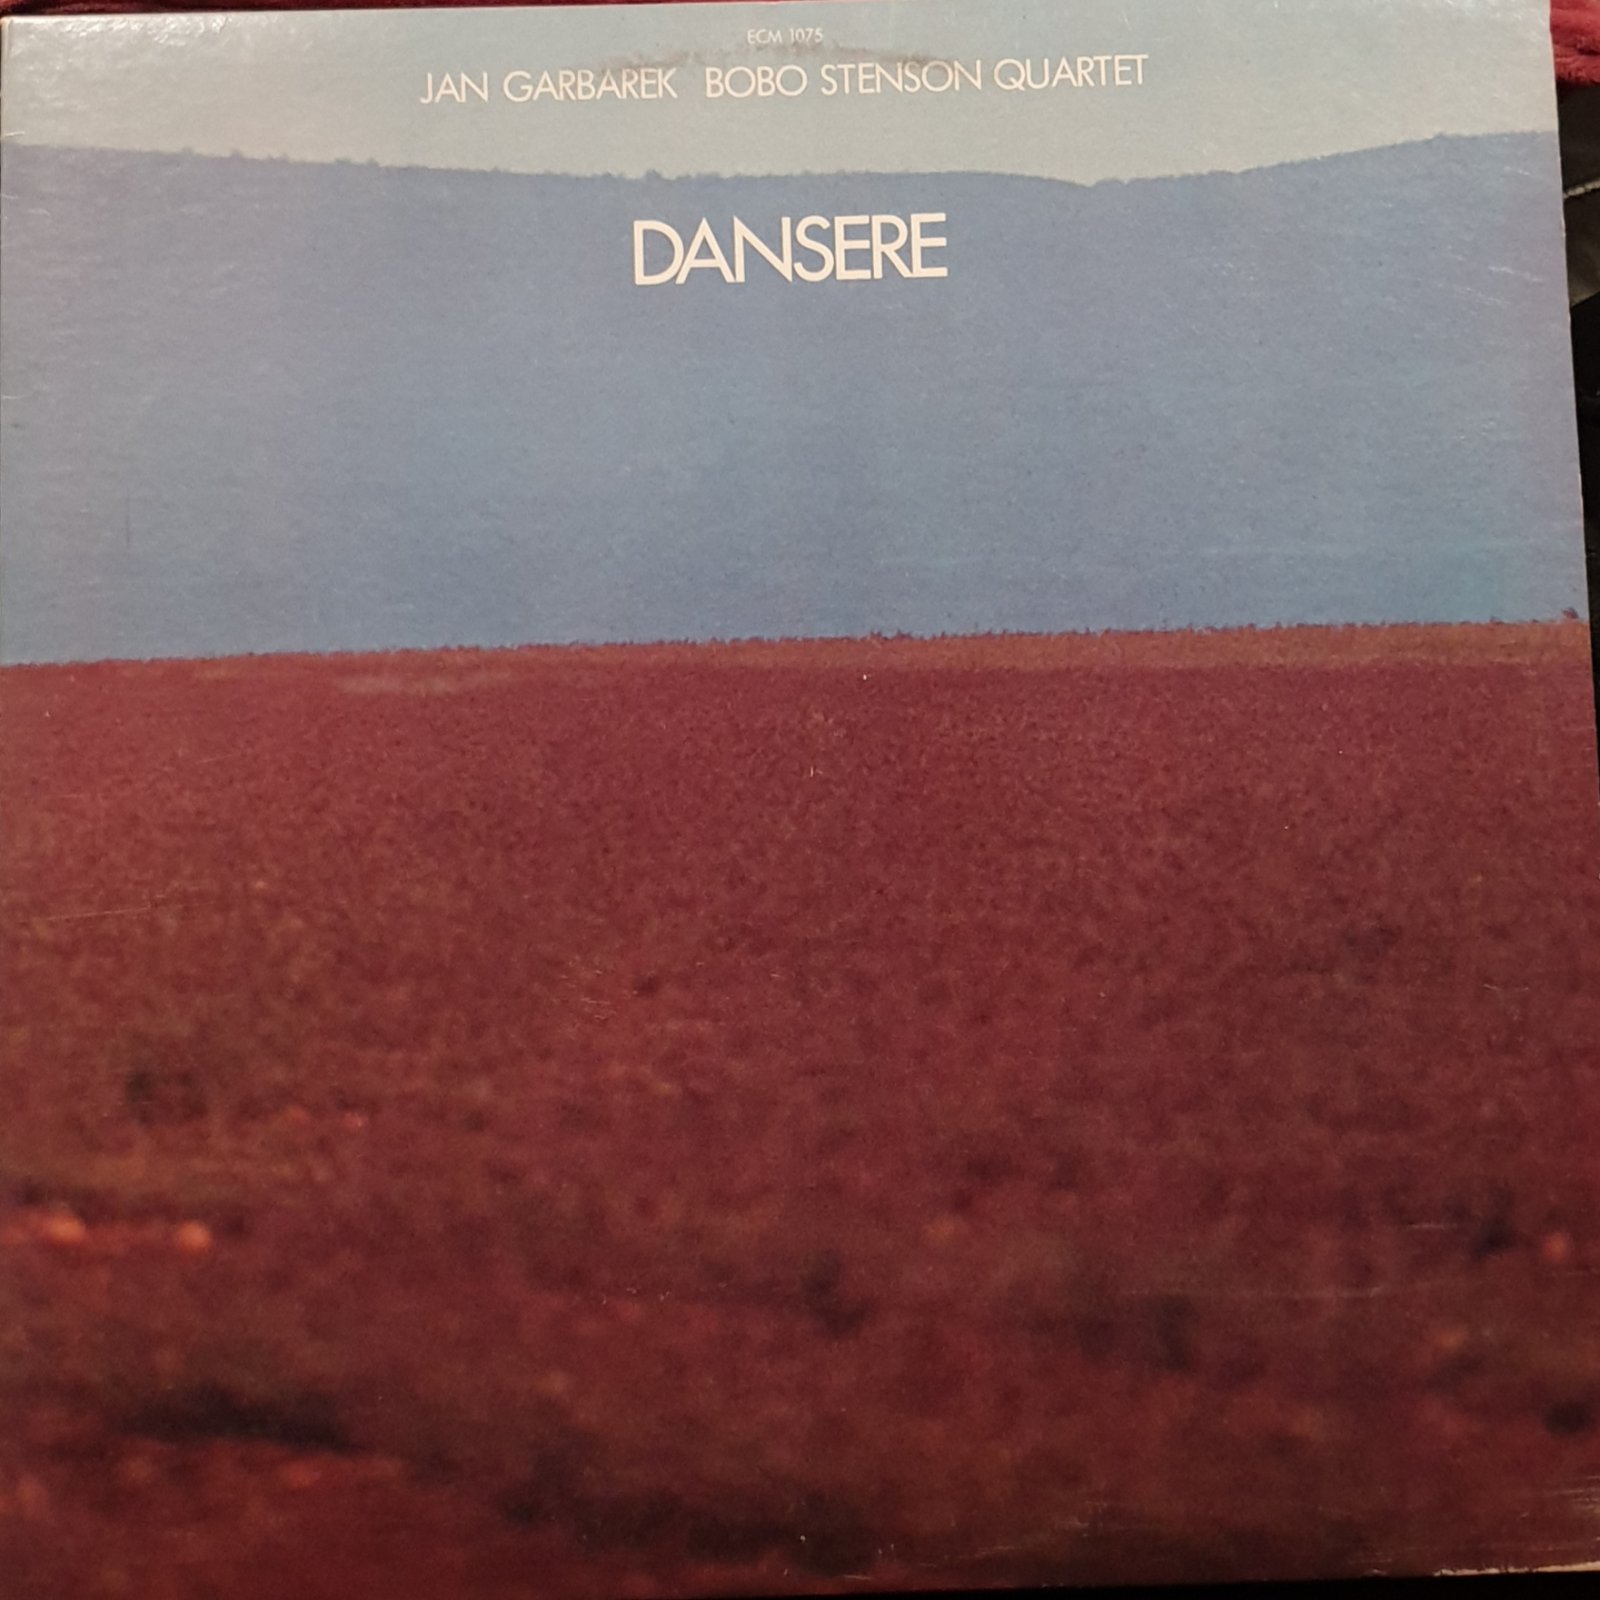 ECM 1075
JAN GARBAREK BOBO STENSON QUARTET
DANSERE